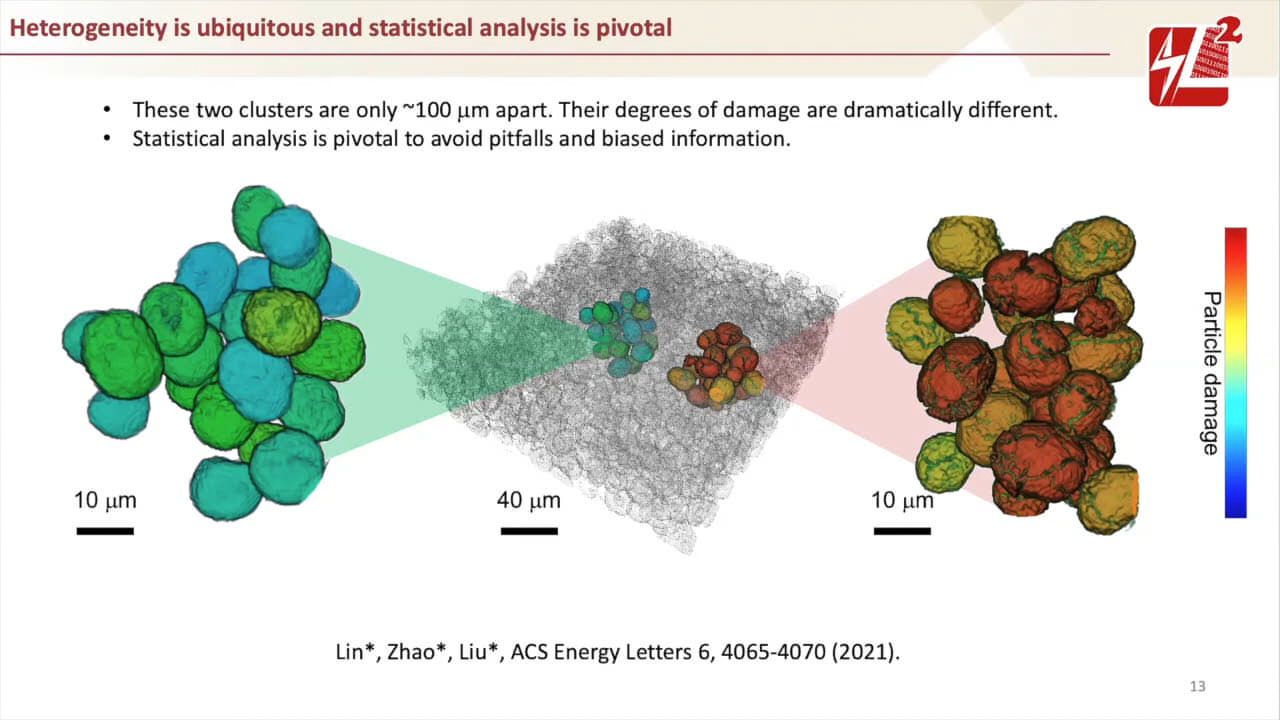 Heterogeneity is ubiquitous and statistical analysis is pivotal
• These two clusters are only ~100 μm apart. Their degrees of damage are dramatically different.
• Statistical analysis is pivotal to avoid pitfalls and biased information.
10 μm
40 μm
10 μm
Particle damage
Lin*, Zhao*, Liu*, ACS Energy Letters 6, 4065-4070 (2021).
13